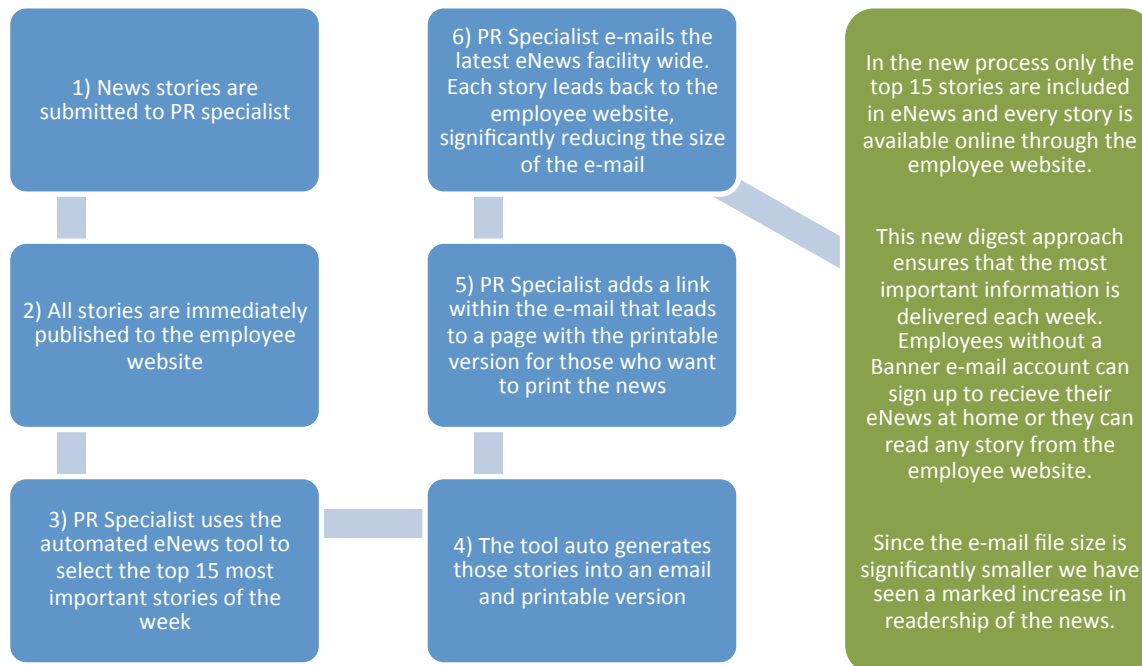 1) News stories are
submitted to PR specialist
2) All stories are immediately
published to the employee
website
3) PR Specialist uses the
automated eNews tool to
select the top 15 most
important stories of the
week
4) The tool auto generates
those stories into an email
and printable version
5) PR Specialist adds a link
within the e-mail that leads
to a page with the printable
version for those who want
to print the news
6) PR Specialist e-mails the
latest eNews facility wide.
Each story leads back to the
employee website,
significantly reducing the size
of the e-mail
In the new process only the
top 15 stories are included
in eNews and every story is
available online through the
employee website.
This new digest approach
ensures that the most
important information is
delivered each week.
Employees without a
Banner e-mail account can
sign up to recieve their
eNews at home or they can
read any story from the
employee website.
Since the e-mail file size is
significantly smaller we have
seen a marked increase in
readership of the news.